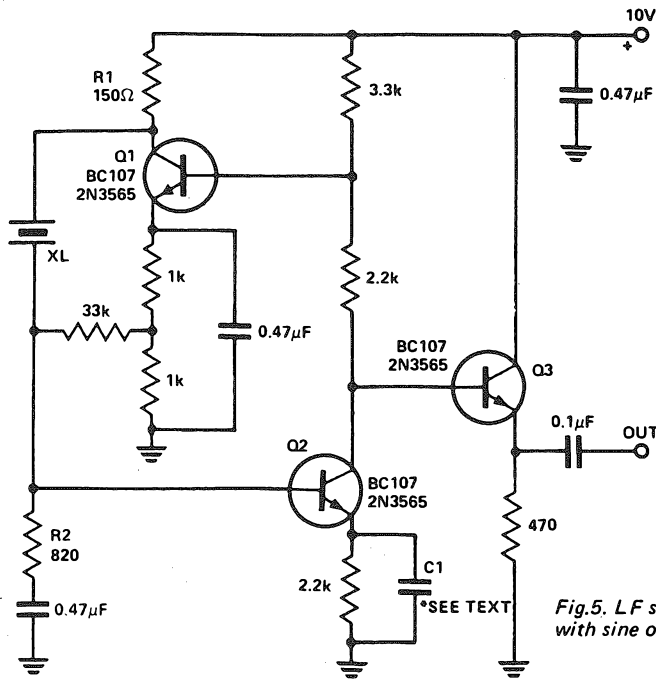 10V
+
R1
150Ω
3.3k
0.47µF
Q1
BC107
2N3565
XL
1k
2.2k
33k
0.47µF
1k
BC107
2N3565
Q3
0.1µF
OUT
Q2
BC107
2N3565
R2
820
470
2.2k
C1
*SEE TEXT
0.47µF
Fig.5. LF s
with sine o